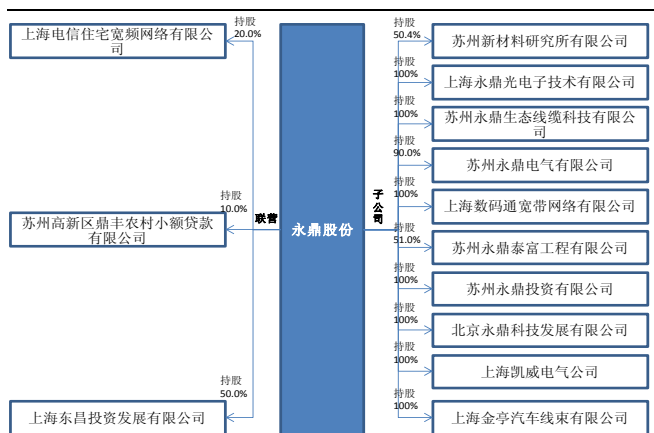 持股
20.0%
上海电信住宅宽频网络有限公
司
持股
10.0%
苏州高新区鼎丰农村小额贷款
有限公司
持股
50.0%
上海东昌投资发展有限公司
联营
永鼎股份
子公司
持股
50.4%
苏州新材料研究所有限公司
持股
100%
上海永鼎光电子技术有限公司
持股
100%
苏州永鼎生态线缆科技有限公
司
持股
90.0%
苏州永鼎电气有限公司
持股
100%
上海数码通宽带网络有限公司
持股
51.0%
苏州永鼎泰富工程有限公司
持股
100%
苏州永鼎投资有限公司
持股
100%
北京永鼎科技发展有限公司
持股
100%
上海凯威电气公司
持股
100%
上海金亭汽车线束有限公司